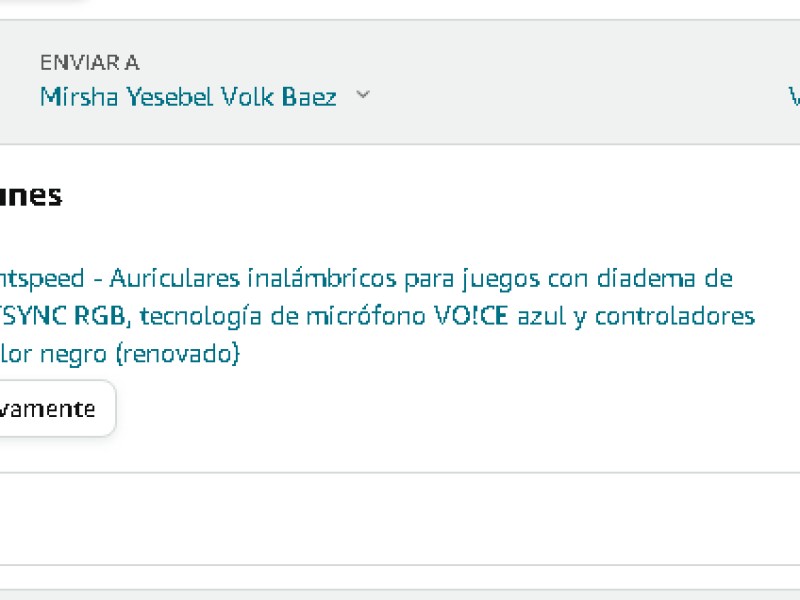 ENVIAR A
Mirsha Yesebel Volk Baez
unes
ntspeed - Auriculares inalámbricos para juegos con diadema de
TSYNC RGB, tecnología de micrófono VO!CE azul y controladores
lor negro (renovado)
vamente